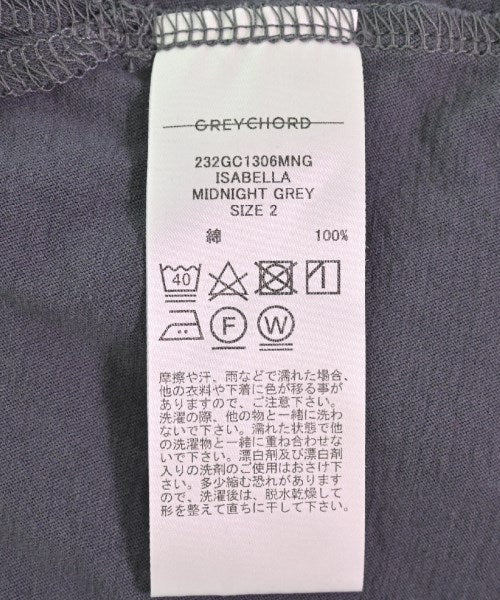 GREYCHORD
232GC1306MNG
ISABELLA
MIDNIGHT GREY
SIZE 2
綿 100%
40
F W
摩擦や汗、雨などで濡れた場合、
他の衣料や下着に色が移る事が
ありますので、ご注意下さい。
洗濯の際、他の物と一緒に洗わ
ないで下さい。濡れた状態で他
の洗濯物と一緒に重ね合わせな
いで下さい。漂白剤及び漂白剤
入りの洗剤のご使用はおさけ下
さい。多少縮む恐れがあります
ので、洗濯後は、脱水乾燥して
形を整えて直ちに干して下さい。